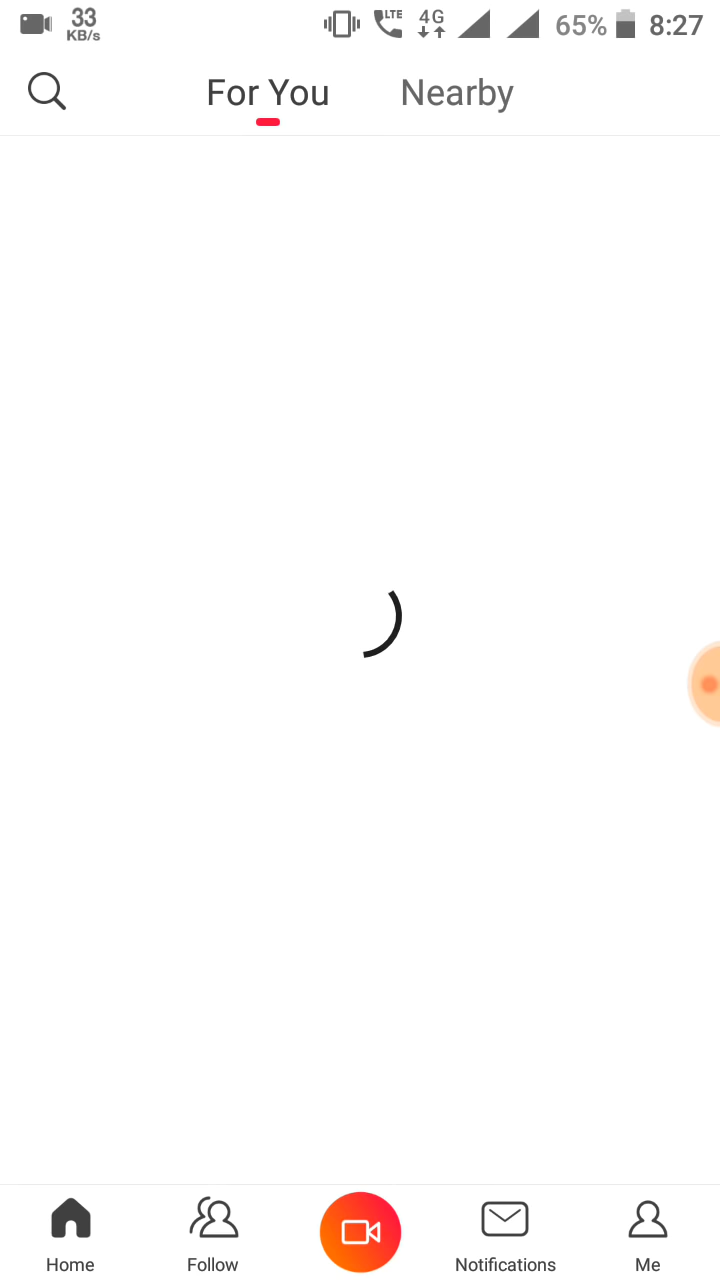 33
KB/s
LTE
4G
65%
8:27
For You
Nearby
Home
Follow
Notifications
Me